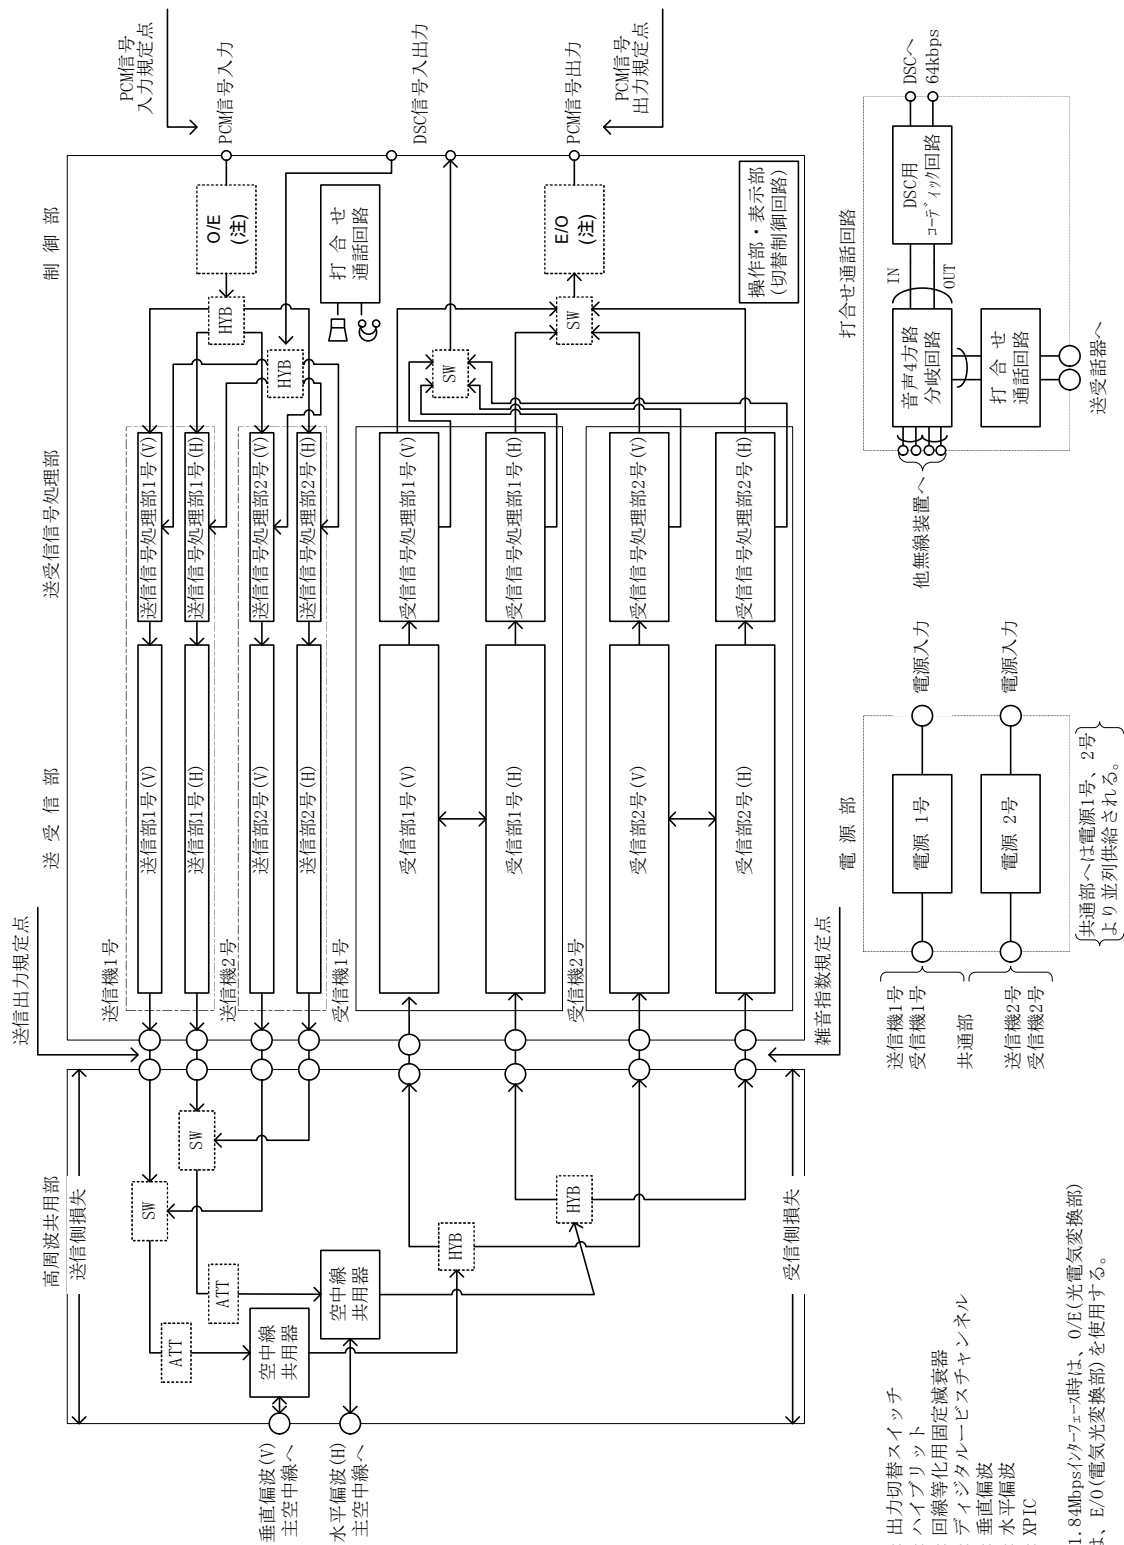 高周波共用部
送信側損失
送信出力規定点
送 受 信 部
送受信信号処理部
制 御 部
PCM信号
入力規定点
PCM信号入力
DSC信号入出力
PCM信号出力
PCM信号
出力規定点
送信機1号
送信部1号(V)
送信信号処理部1号(V)
送信部1号(H)
送信信号処理部1号(H)
送信機2号
送信部2号(V)
送信信号処理部2号(V)
送信部2号(H)
送信信号処理部2号(H)
受信機1号
受信部1号(V)
受信信号処理部1号(V)
受信部1号(H)
受信信号処理部1号(H)
受信機2号
受信部2号(V)
受信信号処理部2号(V)
受信部2号(H)
受信信号処理部2号(H)
HYB
O/E
(注)
HYB
打 合 せ
通話回路
SW
SW
E/O
(注)
操作部・表示部
(切替制御回路)
SW
SW
ATT
ATT
空中線
共用器
空中線
共用器
HYB
HYB
垂直偏波(V)
主空中線へ
水平偏波(H)
主空中線へ
受信側損失
雑音指数規定点
電 源 部
送信機1号
受信機1号
共通部
送信機2号
受信機2号
電源 1号
電源入力
電源 2号
電源入力
共通部へは電源1号、2号
より並列供給される。
打合せ通話回路
他無線装置へ
音声4方路
分岐回路
IN
OUT
DSC用
コーディック回路
DSCへ
64kbps
打 合 せ
通話回路
送受話器へ
: 出力切替スイッチ
: ハイブリット
: 回線等化用固定減衰器
: ディジタルービスチャンネル
: 垂直偏波
: 水平偏波
: XPIC
1.84Mbpsインターフェース時は、O/E(光電気変換部)
は、E/O(電気光変換部)を使用する。